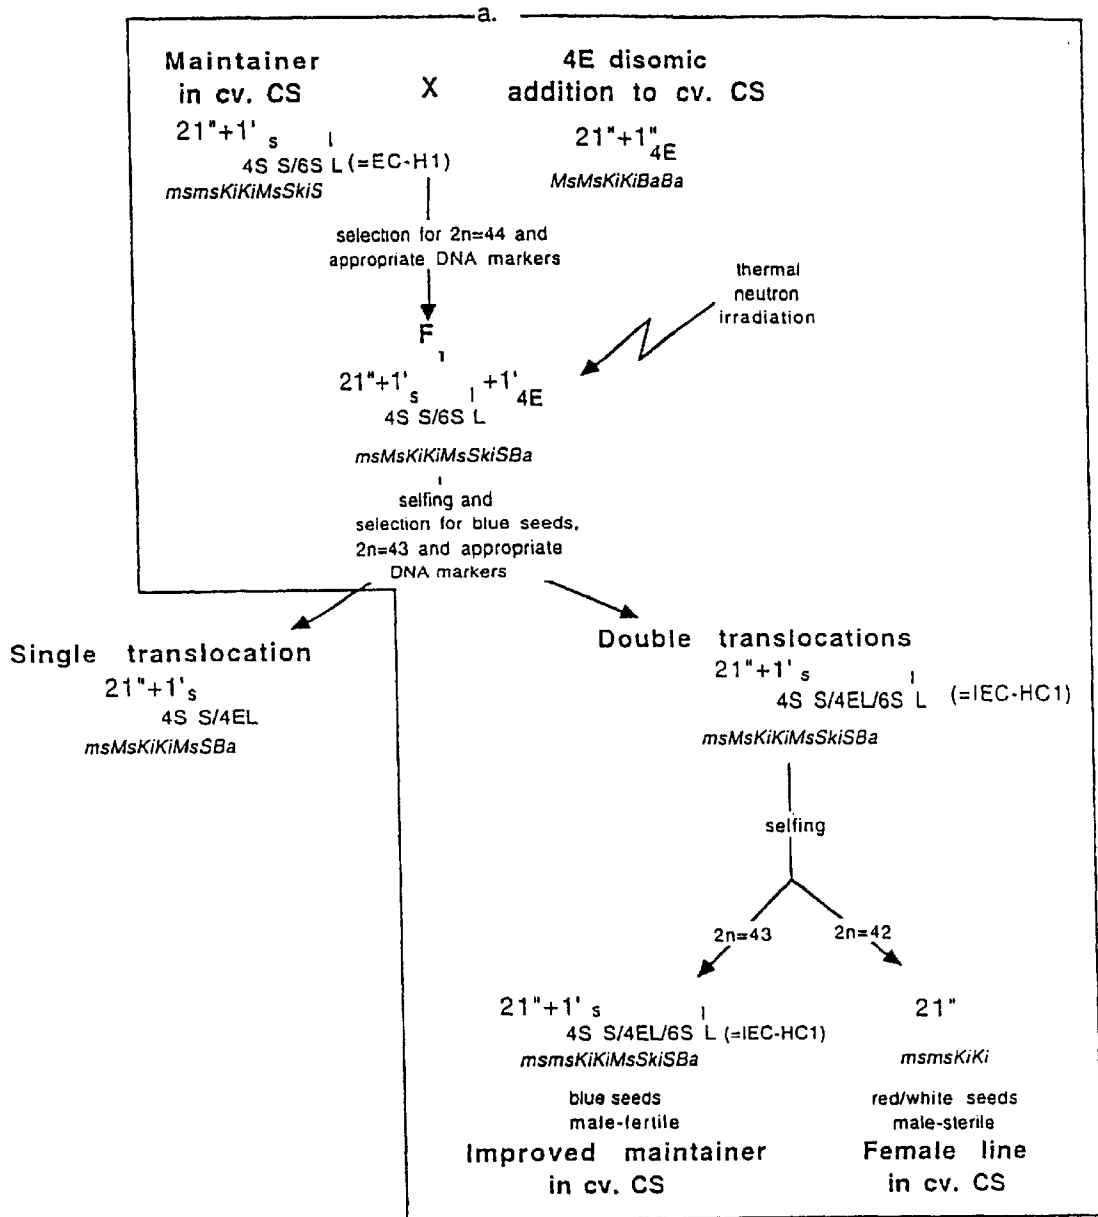 a.
Maintainer
in cv. CS
X
4E disomic
addition to cv. CS
21"+1' s l
4S S/6S L (=EC-H1)
msmsKiKiMsSkiS
21"+1" 4E
MsMsKiKiBaBa
selection for 2n=44 and
appropriate DNA markers
thermal
neutron
irradiation
F1
21"+1' s l +1' 4E
4S S/6S L
msMsKiKiMsSkiSBa
selfing and
selection for blue seeds,
2n=43 and appropriate
DNA markers
Single translocation
21"+1' s
4S S/4EL
msMsKiKiMsSBa
Double translocations
21"+1' s l
4S S/4EL/6S L (=IEC-HC1)
msMsKiKiMsSkiSBa
selfing
2n=43
2n=42
21"+1' s l
4S S/4EL/6S L (=IEC-HC1)
msmsKiKiMsSkiSBa
blue seeds
male-fertile
Improved maintainer
in cv. CS
21"
msmsKiKi
red/white seeds
male-sterile
Female line
in cv. CS